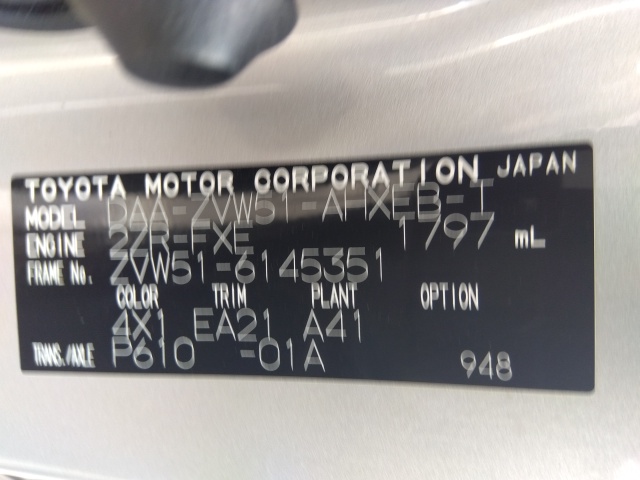 TOYOTA MOTOR CORPORATION JAPAN
MODEL DAA-ZVW51-AHXEB-T
ENGINE 2ZR-FXE 1797 mL
FRAME No. ZVW51-6145351
COLOR TRIM PLANT OPTION
4X1 EA21 A41
TRANS./AXLE P610 -01A 948